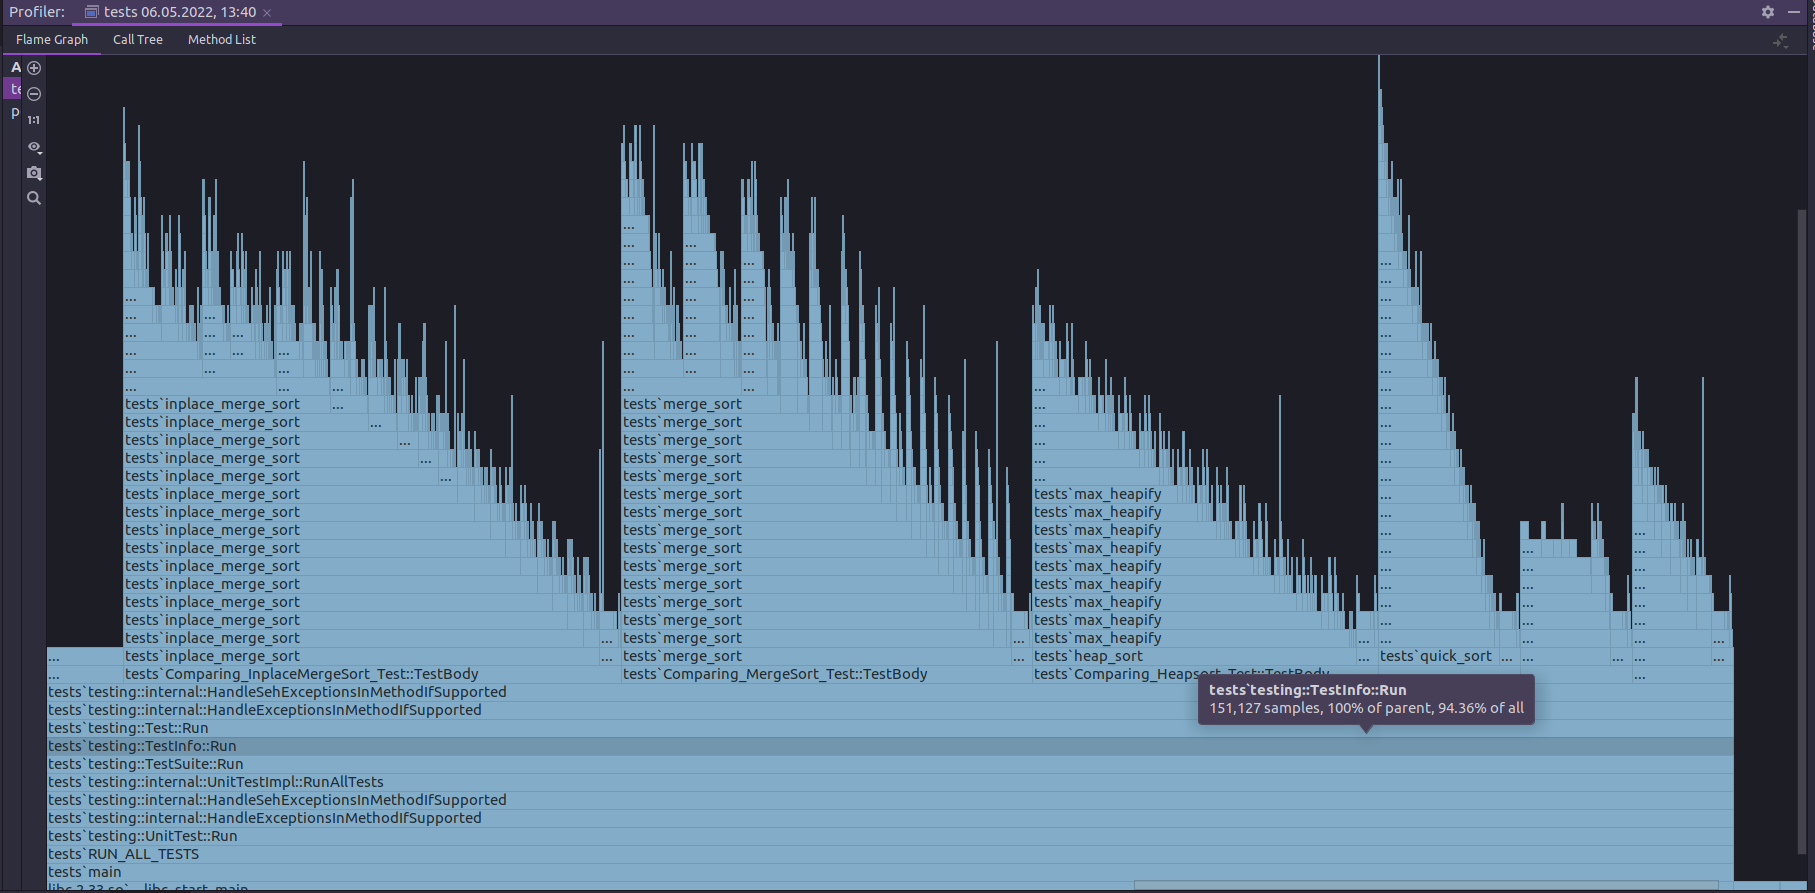 Profiler: tests 06.05.2022, 13:40
Flame Graph Call Tree Method List
A
te
p
1:1
... ... ...
... ... ... ...
... ... ... ...
... ... ... ...
... ... ... ... ...
... ... ... ... ... ...
... ... ... ... ... ...
... ... ... ... ... ...
... ... ... ... ...
... ... ... ... ... ...
tests`inplace_merge_sort ... tests`merge_sort ... ...
tests`inplace_merge_sort ... tests`merge_sort ... ...
tests`inplace_merge_sort ... tests`merge_sort ... ...
tests`inplace_merge_sort ... tests`merge_sort ... ...
tests`inplace_merge_sort ... tests`merge_sort ... ...
tests`inplace_merge_sort tests`merge_sort tests`max_heapify ...
tests`inplace_merge_sort tests`merge_sort tests`max_heapify ...
tests`inplace_merge_sort tests`merge_sort tests`max_heapify ... ...
tests`inplace_merge_sort tests`merge_sort tests`max_heapify ... ... ...
tests`inplace_merge_sort tests`merge_sort tests`max_heapify ... ... ...
tests`inplace_merge_sort tests`merge_sort tests`max_heapify ... ... ...
tests`inplace_merge_sort tests`merge_sort tests`max_heapify ... ... ...
tests`inplace_merge_sort tests`merge_sort tests`max_heapify ... ... ...
tests`inplace_merge_sort ... tests`merge_sort ... tests`max_heapify ... ... ... ... ...
... tests`inplace_merge_sort ... tests`merge_sort ... tests`heap_sort ... tests`quick_sort ... ... ... ... ...
... tests`Comparing_InplaceMergeSort_Test::TestBody tests`Comparing_MergeSort_Test::TestBody tests`Comparing_Heapsort_Test::TestBody ...
tests`testing::internal::HandleSehExceptionsInMethodIfSupported
tests`testing::internal::HandleExceptionsInMethodIfSupported
tests`testing::Test::Run
tests`testing::TestInfo::Run
tests`testing::TestSuite::Run
tests`testing::internal::UnitTestImpl::RunAllTests
tests`testing::internal::HandleSehExceptionsInMethodIfSupported
tests`testing::internal::HandleExceptionsInMethodIfSupported
tests`testing::UnitTest::Run
tests`RUN_ALL_TESTS
tests`main
libc-2.33.so`__libc_start_main
tests`testing::TestInfo::Run
151,127 samples, 100% of parent, 94.36% of all